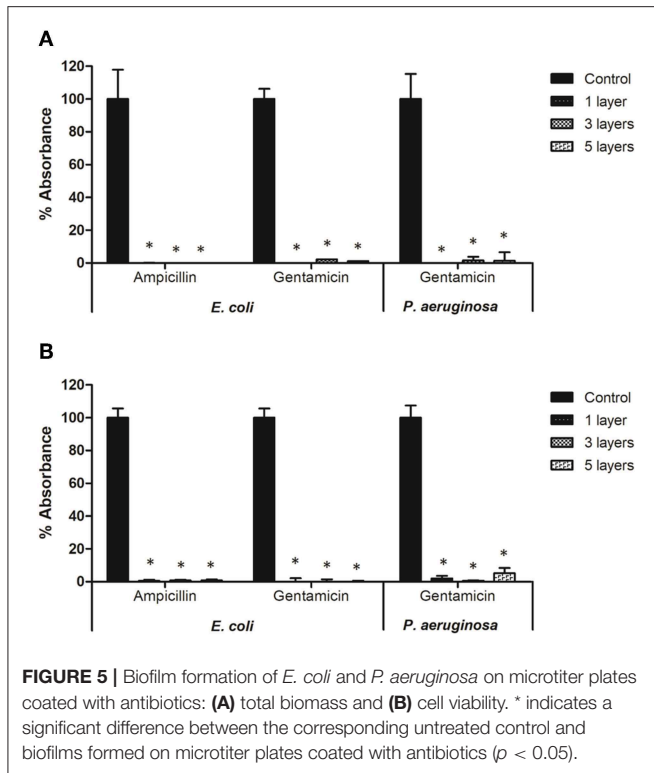 A
120
100
80
60
40
20
0
% Absorbance
Control
1 layer
3 layers
5 layers
* * *
* * *
* * *
Ampicillin Gentamicin Gentamicin
E. coli P. aeruginosa
B
120
100
80
60
40
20
0
% Absorbance
Control
1 layer
3 layers
5 layers
* * *
* * *
* * *
Ampicillin Gentamicin Gentamicin
E. coli P. aeruginosa
FIGURE 5 | Biofilm formation of E. coli and P. aeruginosa on microtiter plates
coated with antibiotics: (A) total biomass and (B) cell viability. * indicates a
significant difference between the corresponding untreated control and
biofilms formed on microtiter plates coated with antibiotics (p < 0.05).